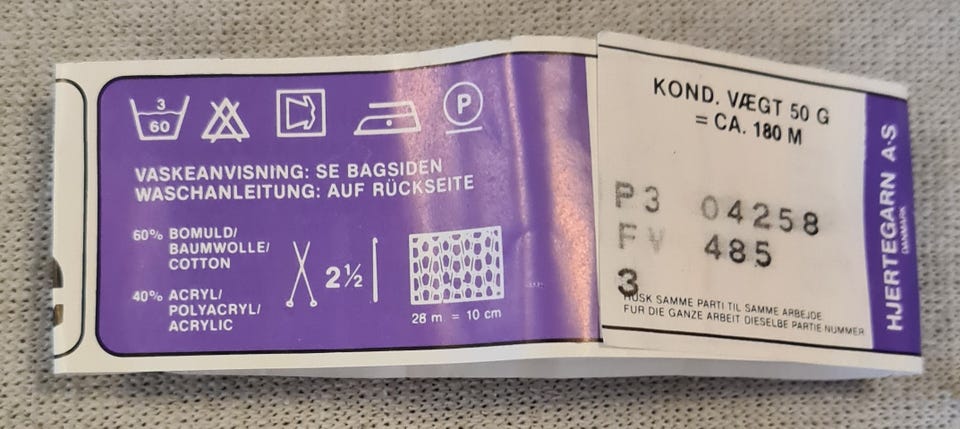 3
60
P
VASKEANVISNING: SE BAGSIDEN
WASCHANLEITUNG: AUF RÜCKSEITE
60% BOMULD/
BAUMWOLLE/
COTTON
40% ACRYL/
POLYACRYL/
ACRYLIC
2½
28 m = 10 cm
KOND. VÆGT 50 G
= CA. 180 M
P3 04258
FV 485
3
HUSK SAMME PARTI TIL SAMME ARBEJDE
FÜR DIE GANZE ARBEIT DIESELBE PARTIE NUMMER
HJERTEGARN A·S
DANMARK